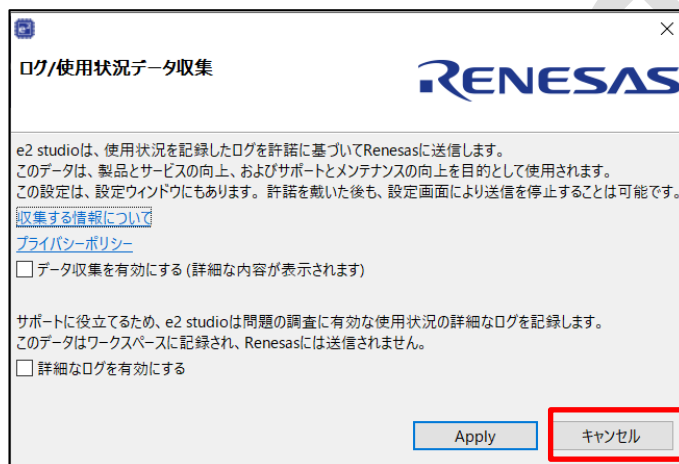 e²
ログ/使用状況データ収集
RENESAS
e2 studioは、使用状況を記録したログを許諾に基づいてRenesasに送信します。
このデータは、製品とサービスの向上、およびサポートとメンテナンスの向上を目的として使用されます。
この設定は、設定ウィンドウにもあります。許諾を戴いた後も、設定画面により送信を停止することは可能です。
収集する情報について
プライバシーポリシー
データ収集を有効にする (詳細な内容が表示されます)
サポートに役立てるため、e2 studioは問題の調査に有効な使用状況の詳細なログを記録します。
このデータはワークスペースに記録され、Renesasには送信されません。
詳細なログを有効にする
Apply
キャンセル